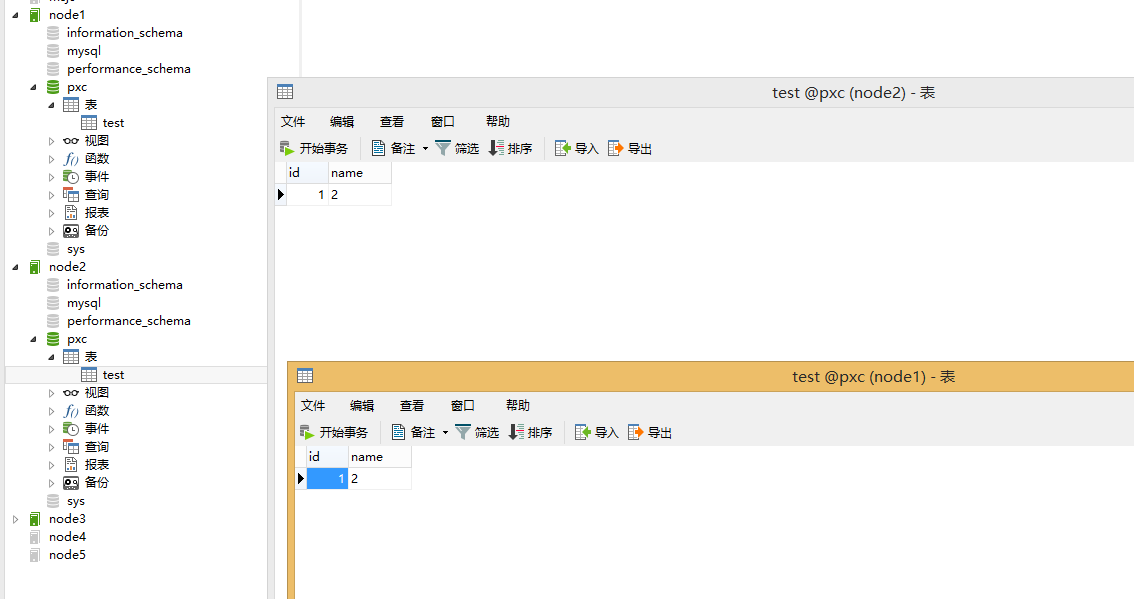 node1
information_schema
mysql
performance_schema
pxc
表
test
视图
函数
事件
查询
报表
备份
sys
node2
information_schema
mysql
performance_schema
pxc
表
test
视图
函数
事件
查询
报表
备份
sys
node3
node4
node5
test @pxc (node2) - 表
文件 编辑 查看 窗口 帮助
开始事务 备注 筛选 排序 导入 导出
id name
1 2
test @pxc (node1) - 表
文件 编辑 查看 窗口 帮助
开始事务 备注 筛选 排序 导入 导出
id name
1 2